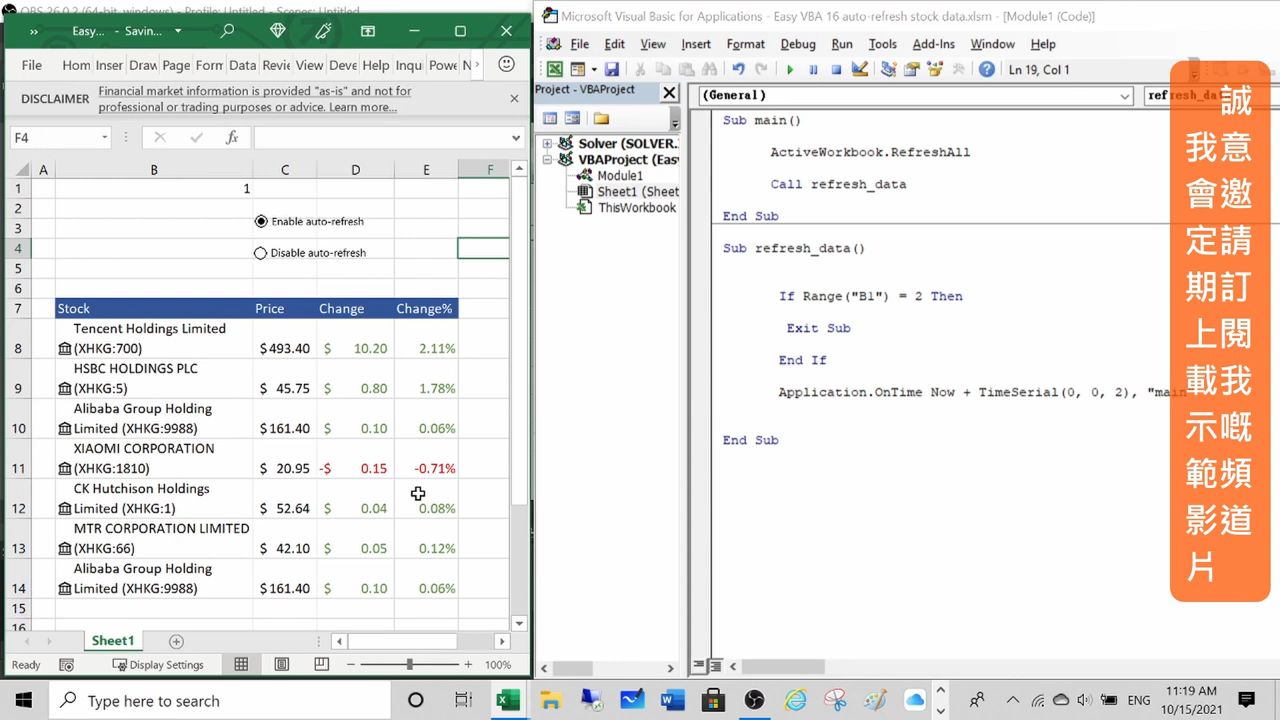 OBS 26.0.2 (64-bit, windows) - Profile: Untitled - Scenes: Untitled
Easy... - Savin...
File Hom Inser Draw Page Form Data Revie View Deve Help Inqu Powe N
DISCLAIMER Financial market information is provided "as-is" and not for
professional or trading purposes or advice. Learn more...
F4 fx
A B C D E F
1 1
2
3 Enable auto-refresh
4 Disable auto-refresh
5
6
7 Stock Price Change Change%
Tencent Holdings Limited
8 (XHKG:700) $493.40 $ 10.20 2.11%
HSBC HOLDINGS PLC
9 (XHKG:5) $ 45.75 $ 0.80 1.78%
Alibaba Group Holding
10 Limited (XHKG:9988) $161.40 $ 0.10 0.06%
XIAOMI CORPORATION
11 (XHKG:1810) $ 20.95 -$ 0.15 -0.71%
CK Hutchison Holdings
12 Limited (XHKG:1) $ 52.64 $ 0.04 0.08%
MTR CORPORATION LIMITED
13 (XHKG:66) $ 42.10 $ 0.05 0.12%
Alibaba Group Holding
14 Limited (XHKG:9988) $161.40 $ 0.10 0.06%
15
16
Sheet1
Ready Display Settings 100%
Microsoft Visual Basic for Applications - Easy VBA 16 auto-refresh stock data.xlsm - [Module1 (Code)]
File Edit View Insert Format Debug Run Tools Add-Ins Window Help
Ln 19, Col 1
Project - VBAProject
Solver (SOLVER.
VBAProject (Eas
Module1
Sheet1 (Sheet
ThisWorkbook
(General) refresh_da
Sub main()
ActiveWorkbook.RefreshAll
Call refresh_data
End Sub
Sub refresh_data()
If Range("B1") = 2 Then
Exit Sub
End If
Application.OnTime Now + TimeSerial(0, 0, 2), "main
End Sub
誠意邀請訂閱我嘅頻道
我會定期上載示範影片
Type here to search
ENG
11:19 AM
10/15/2021